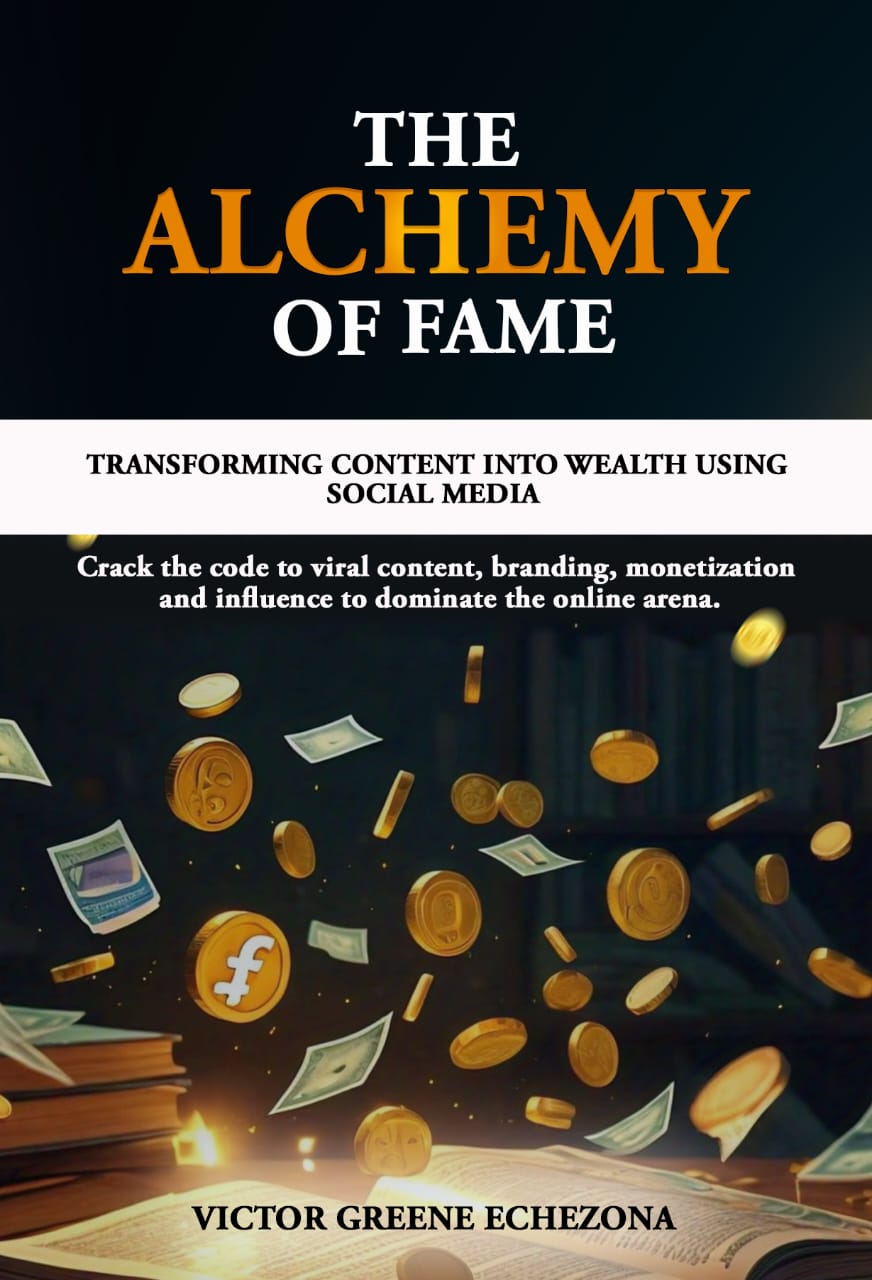 THE
ALCHEMY
OF FAME
TRANSFORMING CONTENT INTO WEALTH USING
SOCIAL MEDIA
Crack the code to viral content, branding, monetization
and influence to dominate the online arena.
VICTOR GREENE ECHEZONA